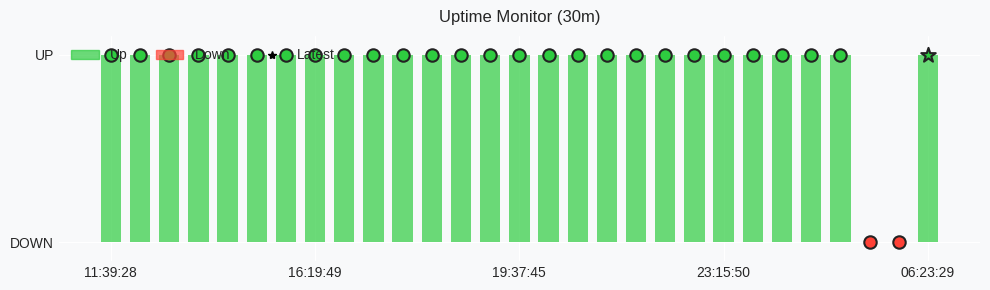 Uptime Monitor (30m)
UP
Up Down Latest
DOWN
11:39:28 16:19:49 19:37:45 23:15:50 06:23:29